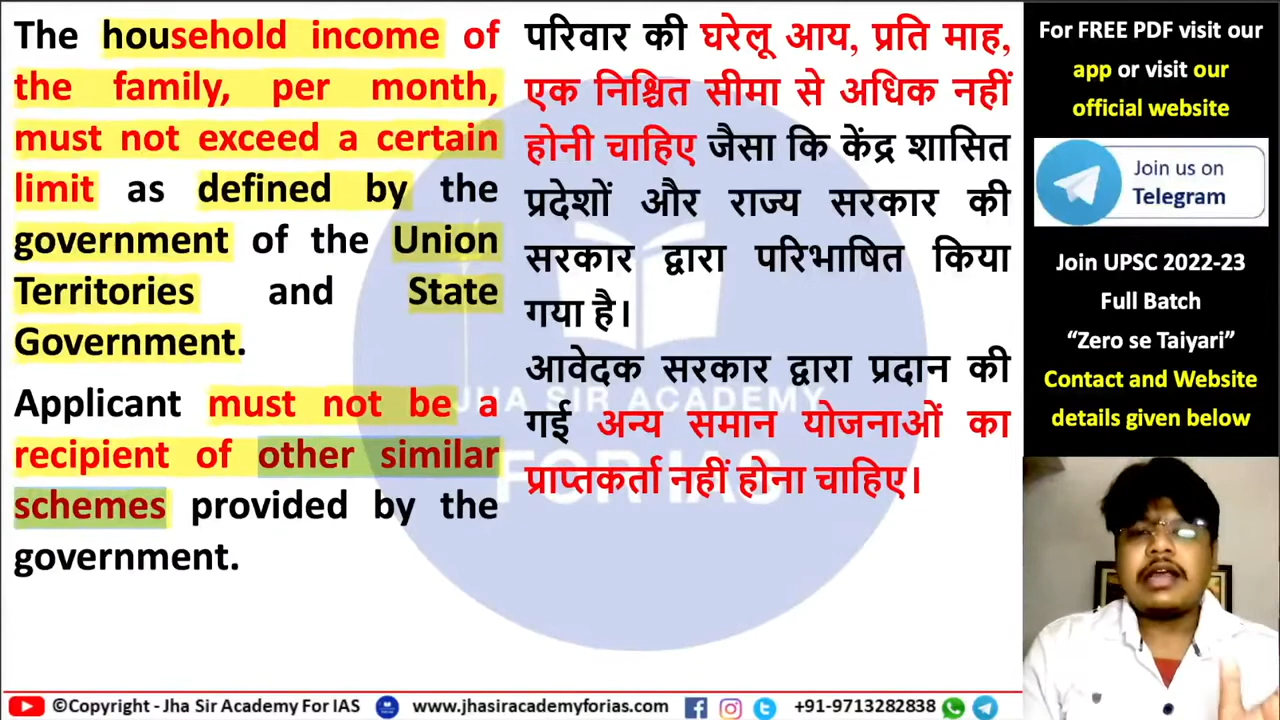 The household income of
the family, per month,
must not exceed a certain
limit as defined by the
government of the Union
Territories and State
Government.
Applicant must not be a
recipient of other similar
schemes provided by the
government.
परिवार की घरेलू आय, प्रति माह,
एक निश्चित सीमा से अधिक नहीं
होनी चाहिए जैसा कि केंद्र शासित
प्रदेशों और राज्य सरकार की
सरकार द्वारा परिभाषित किया
गया है।
आवेदक सरकार द्वारा प्रदान की
गई अन्य समान योजनाओं का
प्राप्तकर्ता नहीं होना चाहिए।
JHA SIR ACADEMY
FOR IAS
For FREE PDF visit our
app or visit our
official website
Join us on
Telegram
Join UPSC 2022-23
Full Batch
“Zero se Taiyari”
Contact and Website
details given below
©Copyright - Jha Sir Academy For IAS www.jhasiracademyforias.com +91-9713282838